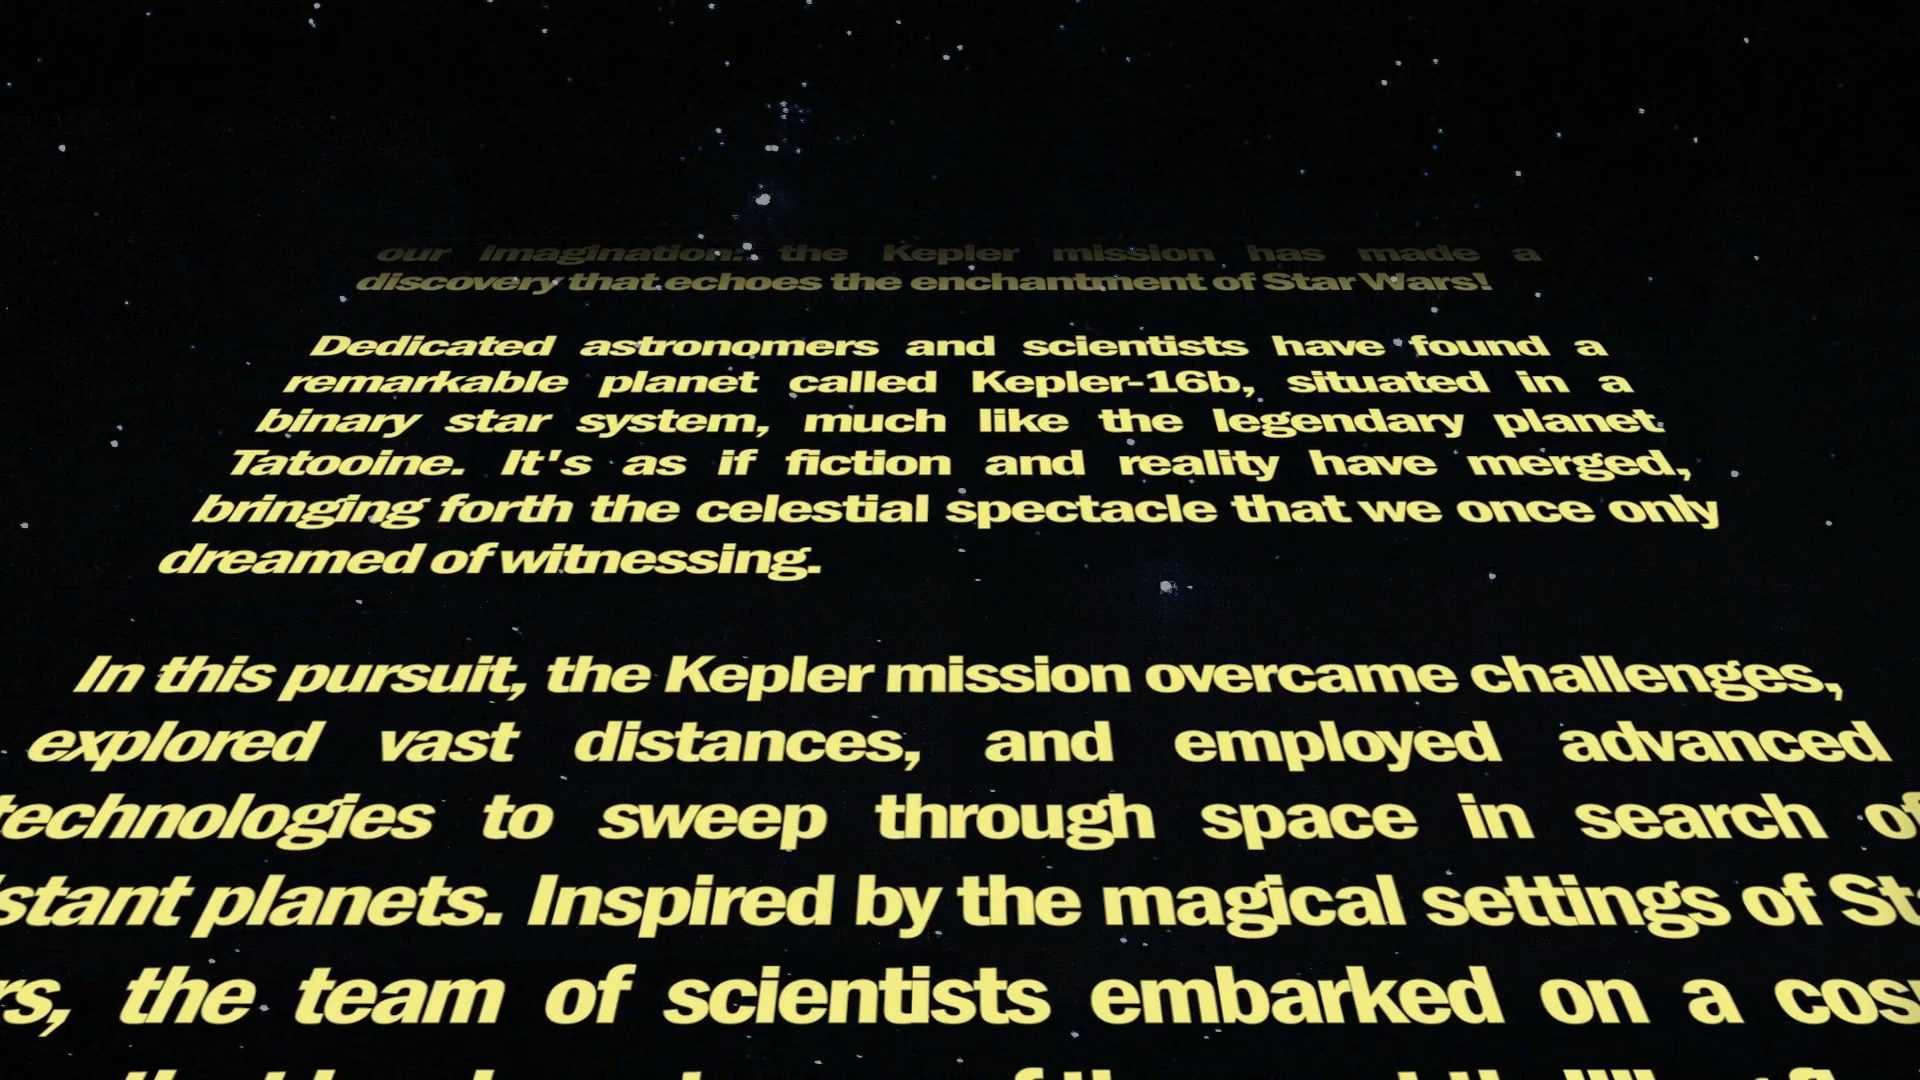 our imagination: the Kepler mission has made a
discovery that echoes the enchantment of Star Wars!
Dedicated astronomers and scientists have found a
remarkable planet called Kepler-16b, situated in a
binary star system, much like the legendary planet
Tatooine. It's as if fiction and reality have merged,
bringing forth the celestial spectacle that we once only
dreamed of witnessing.
In this pursuit, the Kepler mission overcame challenges,
explored vast distances, and employed advanced
technologies to sweep through space in search of
stant planets. Inspired by the magical settings of St
rs, the team of scientists embarked on a cos